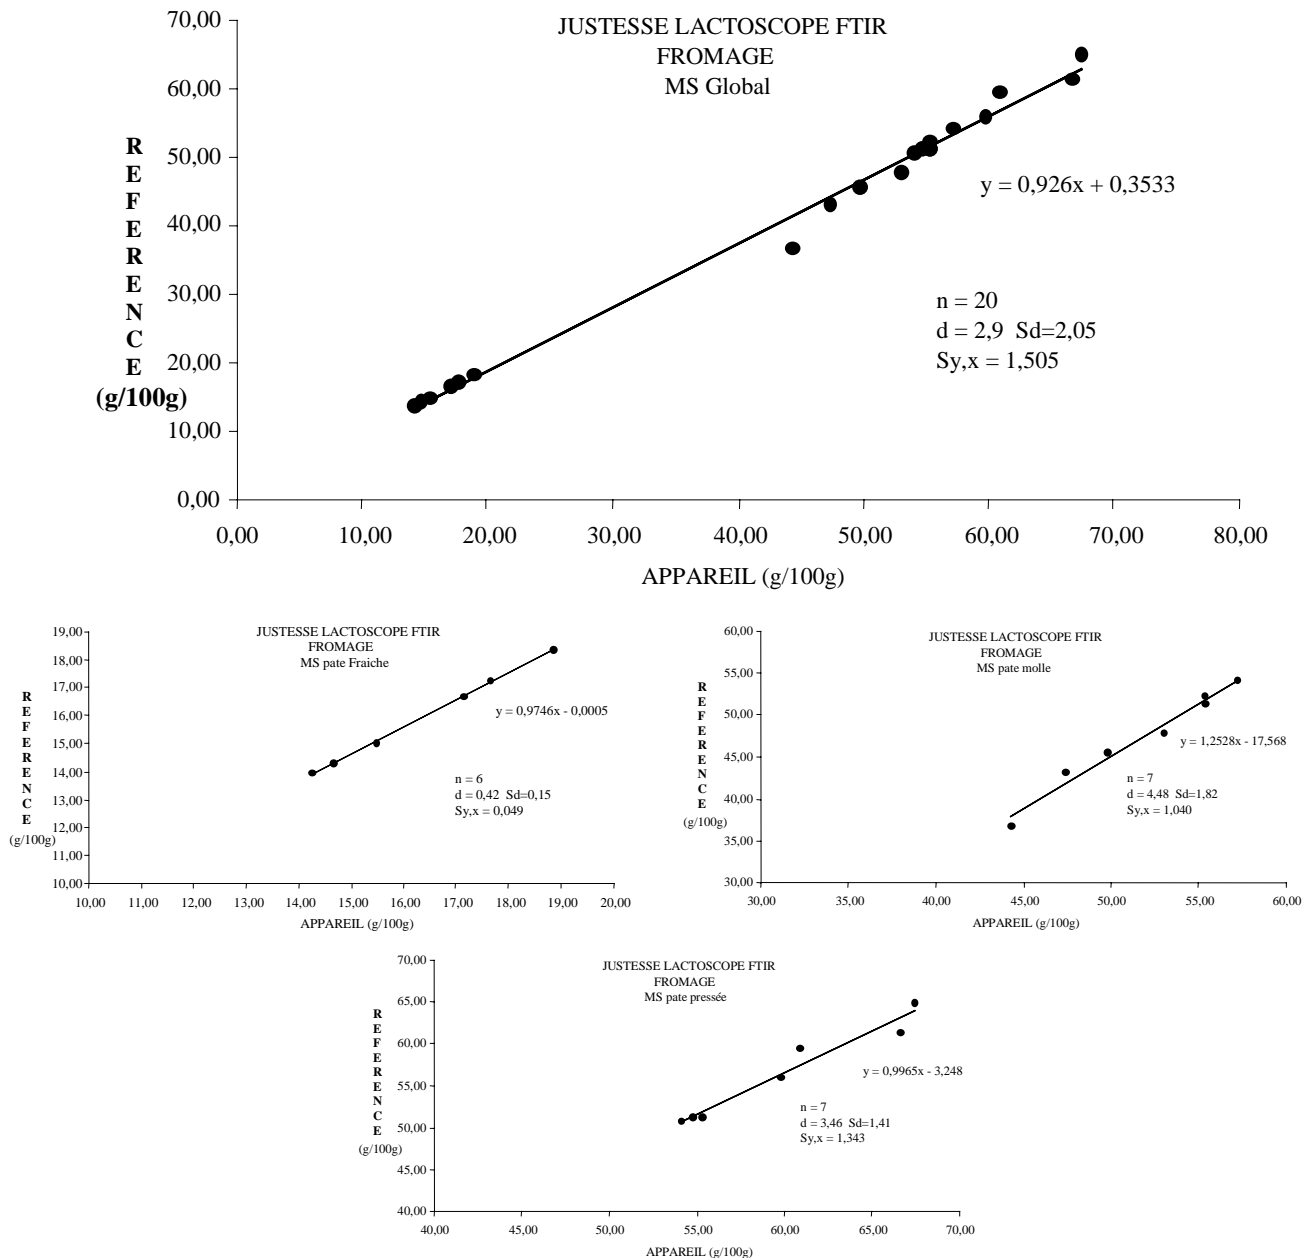 JUSTESSE LACTOSCOPE FTIR
FROMAGE
MS Global
70,00
60,00
50,00
40,00
30,00
20,00
10,00
0,00
REFERENCE
(g/100g)
y = 0,926x + 0,3533
n = 20
d = 2,9 Sd=2,05
Sy,x = 1,505
0,00 10,00 20,00 30,00 40,00 50,00 60,00 70,00 80,00
APPAREIL (g/100g)
JUSTESSE LACTOSCOPE FTIR
FROMAGE
MS pate Fraiche
19,00
18,00
17,00
16,00
15,00
14,00
13,00
12,00
11,00
10,00
REFERENCE
(g/100g)
y = 0,9746x - 0,0005
n = 6
d = 0,42 Sd=0,15
Sy,x = 0,049
10,00 11,00 12,00 13,00 14,00 15,00 16,00 17,00 18,00 19,00 20,00
APPAREIL (g/100g)
JUSTESSE LACTOSCOPE FTIR
FROMAGE
MS pate molle
60,00
55,00
50,00
45,00
40,00
35,00
30,00
REFERENCE
(g/100g)
y = 1,2528x - 17,568
n = 7
d = 4,48 Sd=1,82
Sy,x = 1,040
30,00 35,00 40,00 45,00 50,00 55,00 60,00
APPAREIL (g/100g)
JUSTESSE LACTOSCOPE FTIR
FROMAGE
MS pate pressée
70,00
65,00
60,00
55,00
50,00
45,00
40,00
REFERENCE
(g/100g)
y = 0,9965x - 3,248
n = 7
d = 3,46 Sd=1,41
Sy,x = 1,343
40,00 45,00 50,00 55,00 60,00 65,00 70,00
APPAREIL (g/100g)